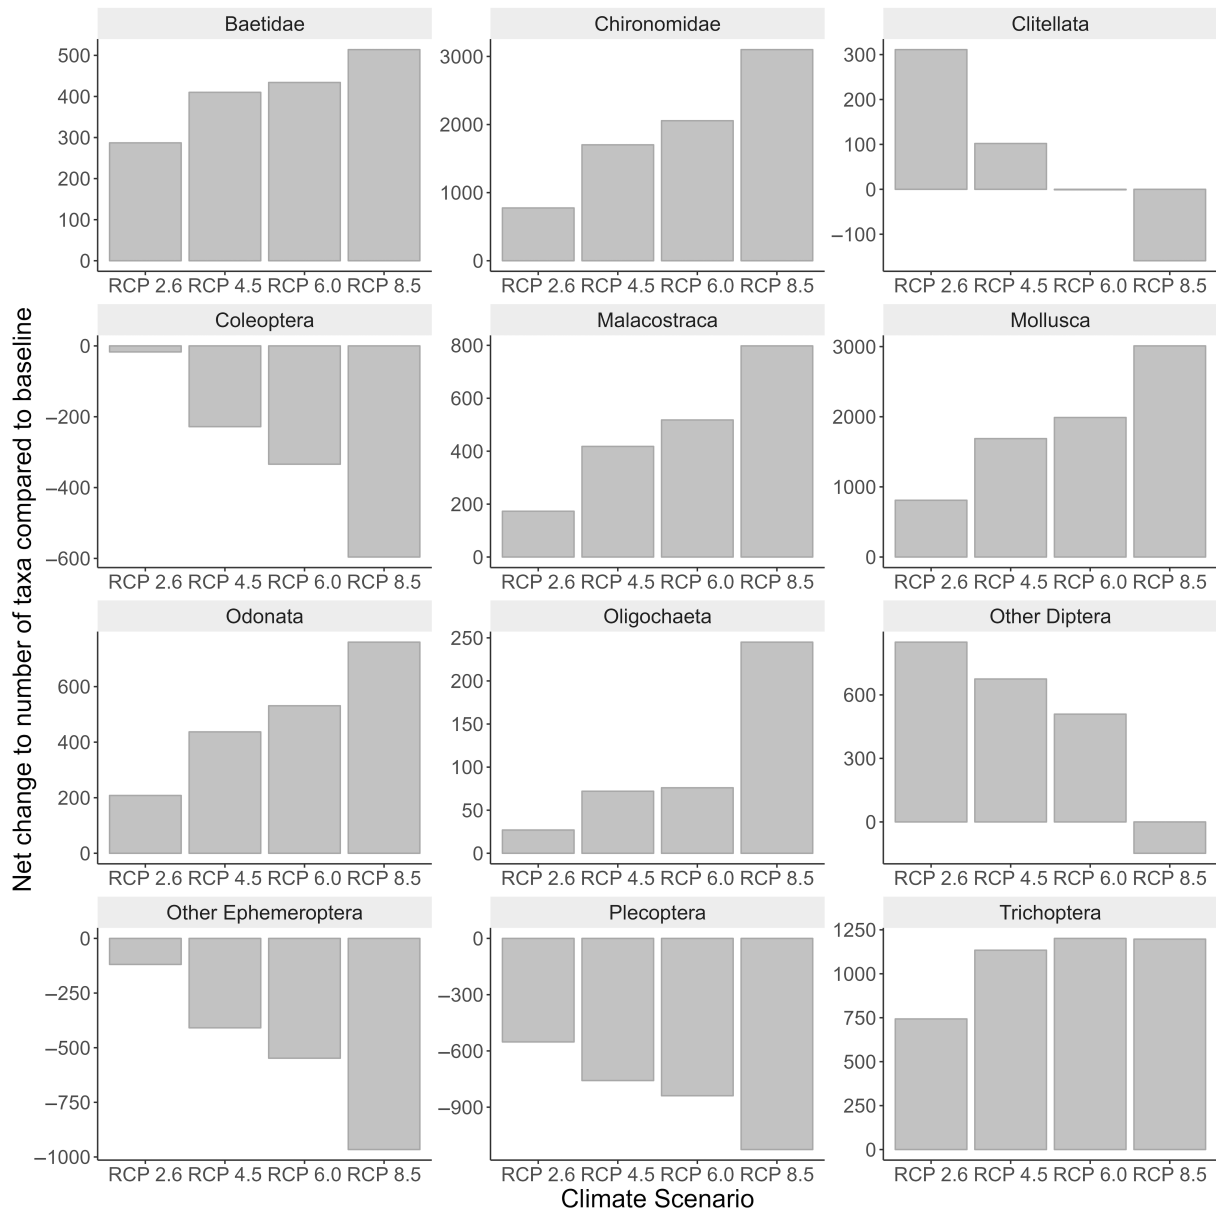 Net change to number of taxa compared to baseline
Baetidae
500
400
300
200
100
0
RCP 2.6 RCP 4.5 RCP 6.0 RCP 8.5
Chironomidae
3000
2000
1000
0
RCP 2.6 RCP 4.5 RCP 6.0 RCP 8.5
Clitellata
300
200
100
0
–100
RCP 2.6 RCP 4.5 RCP 6.0 RCP 8.5
Coleoptera
0
–200
–400
–600
RCP 2.6 RCP 4.5 RCP 6.0 RCP 8.5
Malacostraca
800
600
400
200
0
RCP 2.6 RCP 4.5 RCP 6.0 RCP 8.5
Mollusca
3000
2000
1000
0
RCP 2.6 RCP 4.5 RCP 6.0 RCP 8.5
Odonata
600
400
200
0
RCP 2.6 RCP 4.5 RCP 6.0 RCP 8.5
Oligochaeta
250
200
150
100
50
0
RCP 2.6 RCP 4.5 RCP 6.0 RCP 8.5
Other Diptera
600
300
0
RCP 2.6 RCP 4.5 RCP 6.0 RCP 8.5
Other Ephemeroptera
0
–250
–500
–750
–1000
RCP 2.6 RCP 4.5 RCP 6.0 RCP 8.5
Plecoptera
0
–300
–600
–900
RCP 2.6 RCP 4.5 RCP 6.0 RCP 8.5
Trichoptera
1250
1000
750
500
250
0
RCP 2.6 RCP 4.5 RCP 6.0 RCP 8.5
Climate Scenario